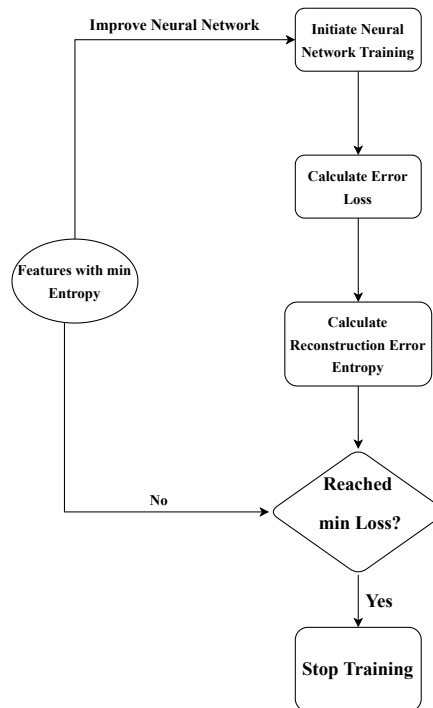 Improve Neural Network
Initiate Neural
Network Training
Calculate Error
Loss
Features with min
Entropy
Calculate
Reconstruction Error
Entropy
Reached
min Loss?
No
Yes
Stop Training